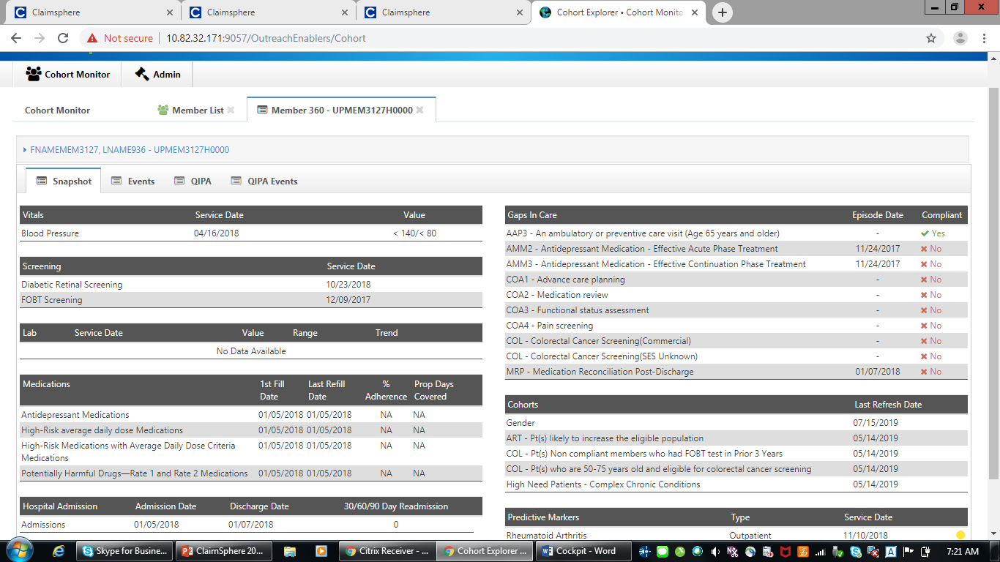 Claimsphere
Claimsphere
Claimsphere
Cohort Explorer • Cohort Monito
Not secure | 10.82.32.171:9057/OutreachEnablers/Cohort
Cohort Monitor
Admin
Cohort Monitor
Member List
Member 360 - UPMEM3127H0000
FNAMEMEM3127, LNAME936 - UPMEM3127H0000
Snapshot
Events
QIPA
QIPA Events
Vitals Service Date Value
Blood Pressure 04/16/2018 < 140/< 80
Screening Service Date
Diabetic Retinal Screening 10/23/2018
FOBT Screening 12/09/2017
Lab Service Date Value Range Trend
No Data Available
Medications 1st Fill Date Last Refill Date % Adherence Prop Days Covered
Antidepressant Medications 01/05/2018 01/05/2018 NA NA
High-Risk average daily dose Medications 01/05/2018 01/05/2018 NA NA
High-Risk Medications with Average Daily Dose Criteria 01/05/2018 01/05/2018 NA NA
Medications
Potentially Harmful Drugs—Rate 1 and Rate 2 Medications 01/05/2018 01/05/2018 NA NA
Hospital Admission Admission Date Discharge Date 30/60/90 Day Readmission
Admissions 01/05/2018 01/07/2018 0
Gaps In Care Episode Date Compliant
AAP3 - An ambulatory or preventive care visit (Age 65 years and older) - Yes
AMM2 - Antidepressant Medication - Effective Acute Phase Treatment 11/24/2017 No
AMM3 - Antidepressant Medication - Effective Continuation Phase Treatment 11/24/2017 No
COA1 - Advance care planning - No
COA2 - Medication review - No
COA3 - Functional status assessment - No
COA4 - Pain screening - No
COL - Colorectal Cancer Screening(Commercial) - No
COL - Colorectal Cancer Screening(SES Unknown) - No
MRP - Medication Reconciliation Post-Discharge 01/07/2018 No
Cohorts Last Refresh Date
Gender 07/15/2019
ART - Pt(s) likely to increase the eligible population 05/14/2019
COL - Pt(s) Non compliant members who had FOBT test in Prior 3 Years 05/14/2019
COL - Pt(s) who are 50-75 years old and eligible for colorectal cancer screening 05/14/2019
High Need Patients - Complex Chronic Conditions 05/14/2019
Predictive Markers Type Service Date
Rheumatoid Arthritis Outpatient 11/10/2018
Skype for Busine...
ClaimSphere 20...
Citrix Receiver - ...
Cohort Explorer ...
Cockpit - Word
7:21 AM